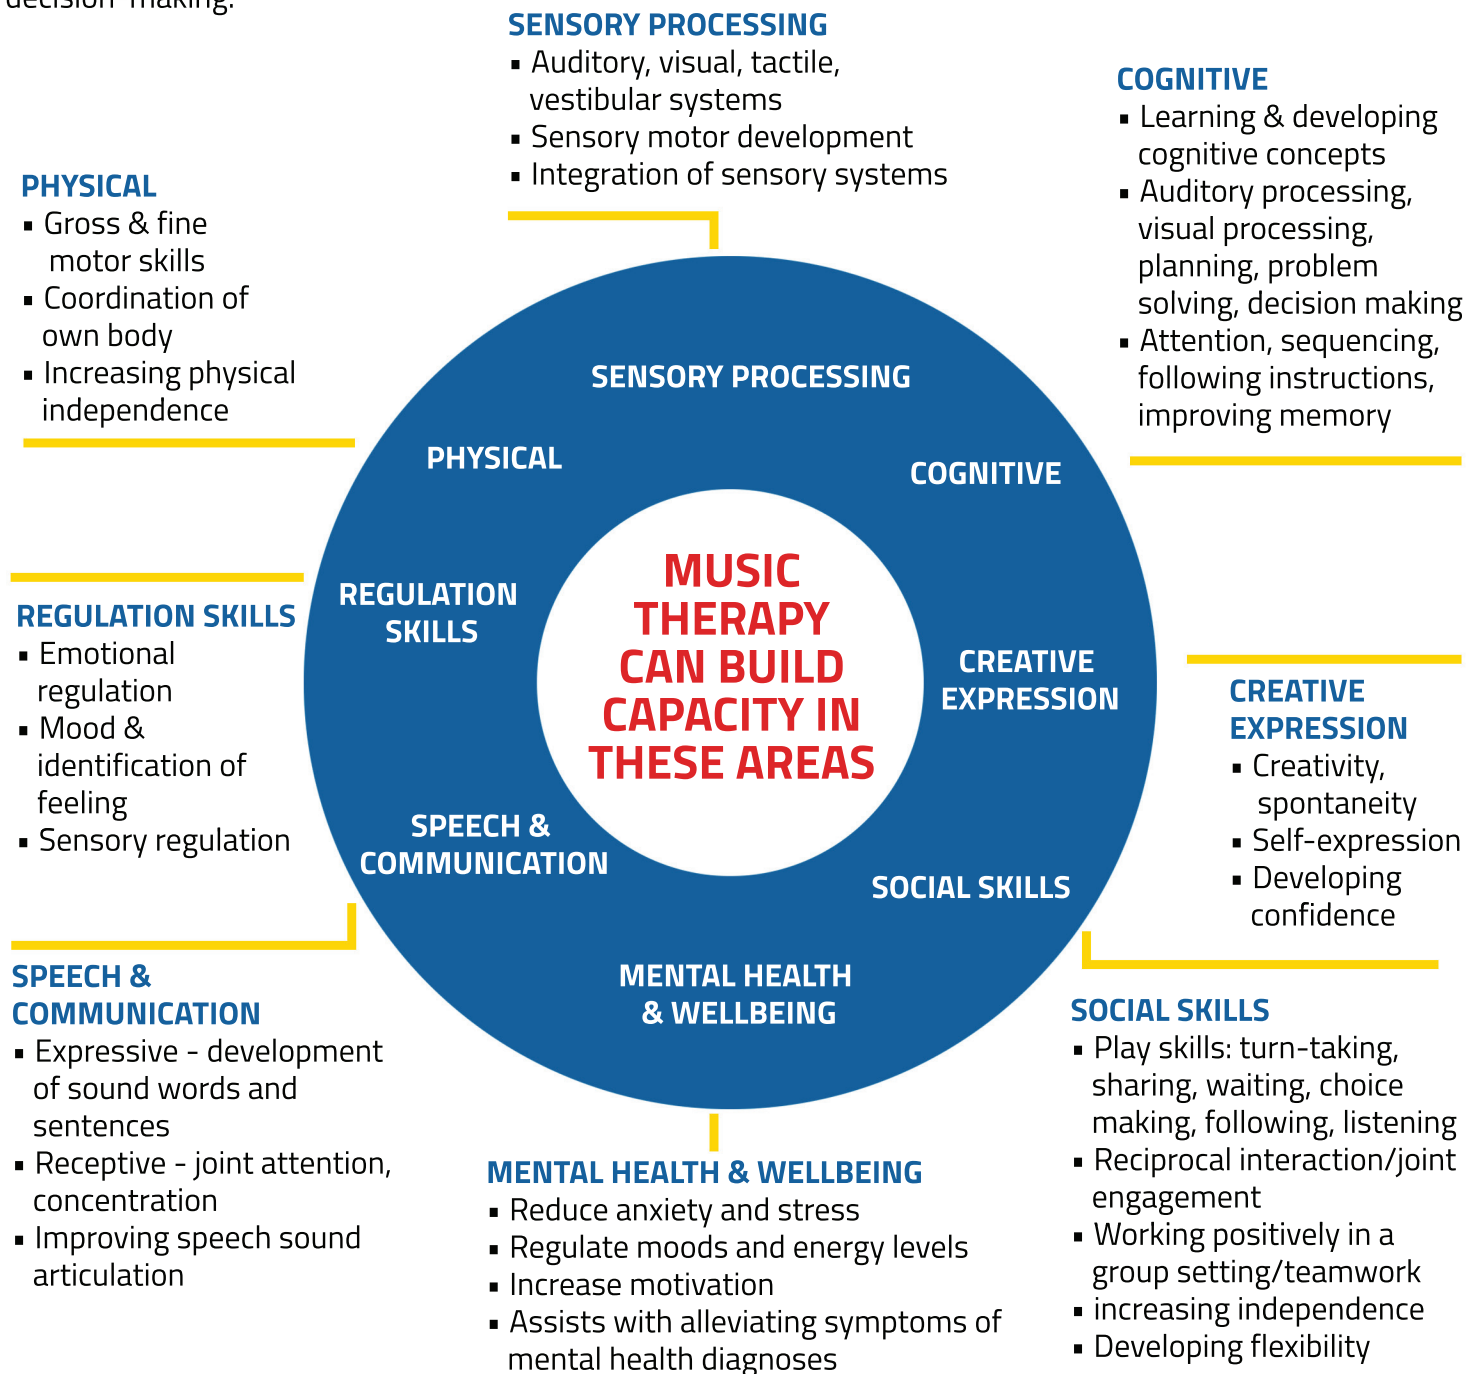 decision-making.
SENSORY PROCESSING
▪ Auditory, visual, tactile,
vestibular systems
▪ Sensory motor development
▪ Integration of sensory systems
COGNITIVE
▪ Learning & developing
cognitive concepts
▪ Auditory processing,
visual processing,
planning, problem
solving, decision making
▪ Attention, sequencing,
following instructions,
improving memory
PHYSICAL
▪ Gross & fine
motor skills
▪ Coordination of
own body
▪ Increasing physical
independence
SENSORY PROCESSING
PHYSICAL
COGNITIVE
REGULATION
SKILLS
MUSIC
THERAPY
CAN BUILD
CAPACITY IN
THESE AREAS
CREATIVE
EXPRESSION
SPEECH &
COMMUNICATION
SOCIAL SKILLS
MENTAL HEALTH
& WELLBEING
REGULATION SKILLS
▪ Emotional
regulation
▪ Mood &
identification of
feeling
▪ Sensory regulation
CREATIVE
EXPRESSION
▪ Creativity,
spontaneity
▪ Self-expression
▪ Developing
confidence
SPEECH &
COMMUNICATION
▪ Expressive - development
of sound words and
sentences
▪ Receptive - joint attention,
concentration
▪ Improving speech sound
articulation
MENTAL HEALTH & WELLBEING
▪ Reduce anxiety and stress
▪ Regulate moods and energy levels
▪ Increase motivation
▪ Assists with alleviating symptoms of
mental health diagnoses
SOCIAL SKILLS
▪ Play skills: turn-taking,
sharing, waiting, choice
making, following, listening
▪ Reciprocal interaction/joint
engagement
▪ Working positively in a
group setting/teamwork
▪ increasing independence
▪ Developing flexibility